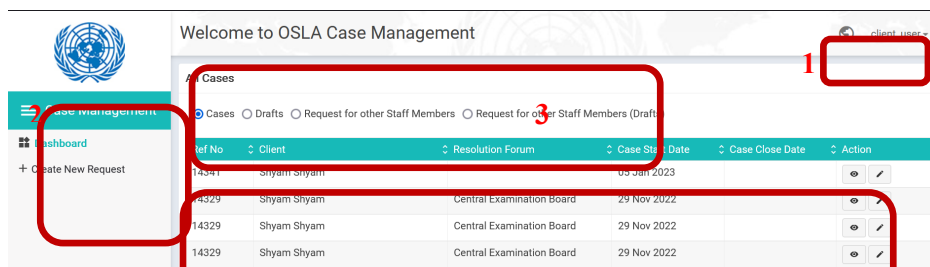 Welcome to OSLA Case Management
client_user
1
All Cases
2 Case Management
Cases Drafts Request for other Staff Members Request for other Staff Members (Drafts)
3
Dashboard
Ref No Client Resolution Forum Case Start Date Case Close Date Action
+ Create New Request
14341 Shyam Shyam 05 Jan 2023
14329 Shyam Shyam Central Examination Board 29 Nov 2022
14329 Shyam Shyam Central Examination Board 29 Nov 2022
14329 Shyam Shyam Central Examination Board 29 Nov 2022